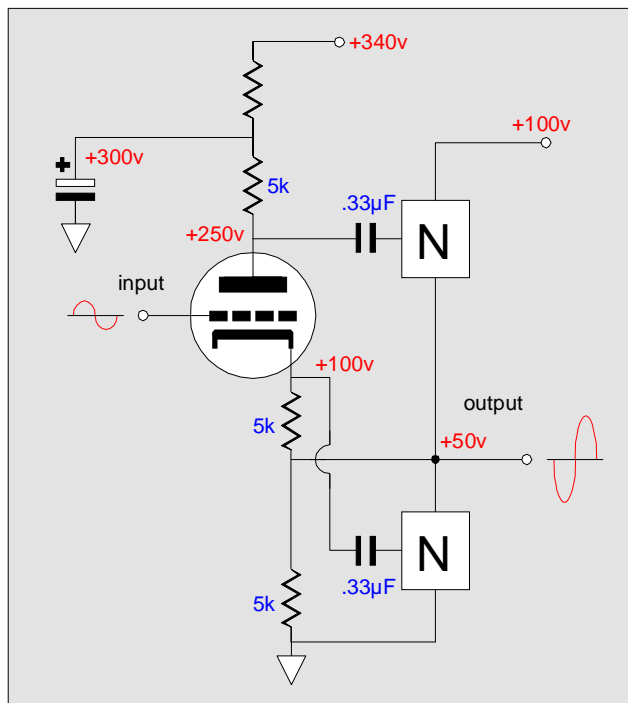 +340v
+100v
+
+300v
5k
.33µF
+250v
N
input
+100v
output
5k
+50v
N
.33µF
5k